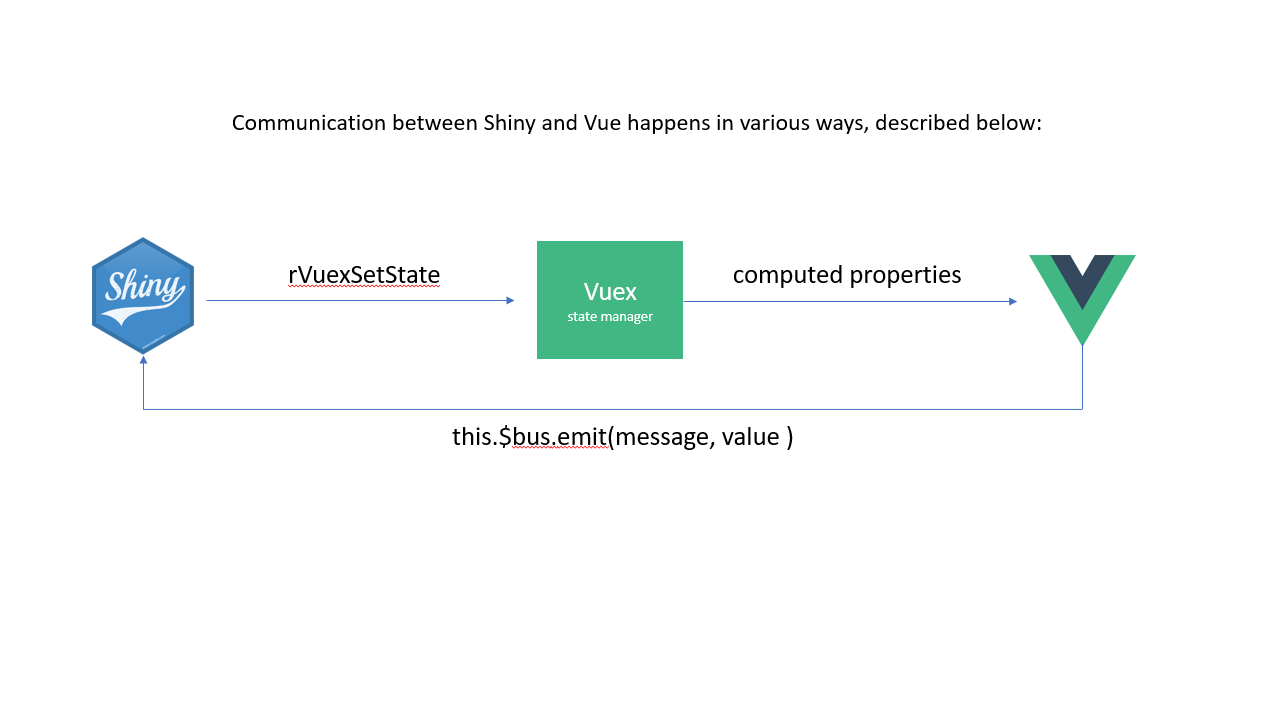 Communication between Shiny and Vue happens in various ways, described below:
Shiny
rVuexSetState
Vuex
state manager
computed properties
this.$bus.emit(message, value )